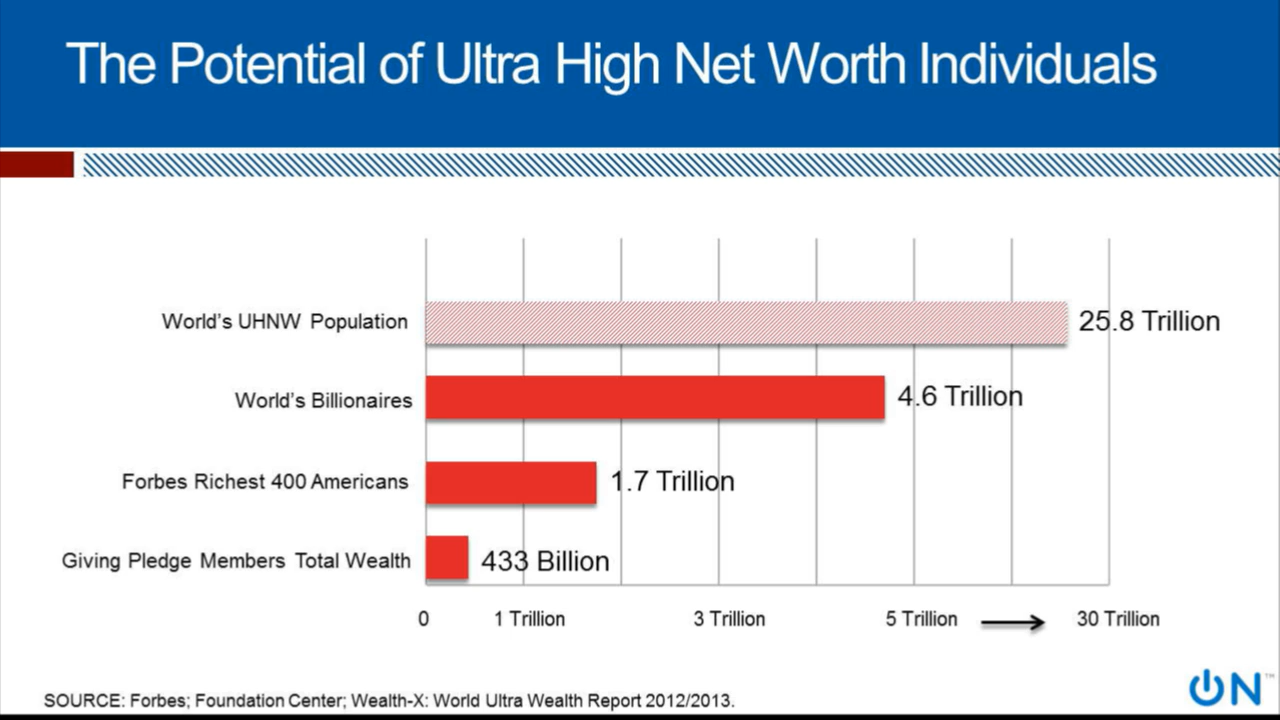 The Potential of Ultra High Net Worth Individuals
World's UHNW Population
25.8 Trillion
World's Billionaires
4.6 Trillion
Forbes Richest 400 Americans
1.7 Trillion
Giving Pledge Members Total Wealth
433 Billion
0 1 Trillion 3 Trillion 5 Trillion 30 Trillion
SOURCE: Forbes; Foundation Center; Wealth-X: World Ultra Wealth Report 2012/2013.
ON™